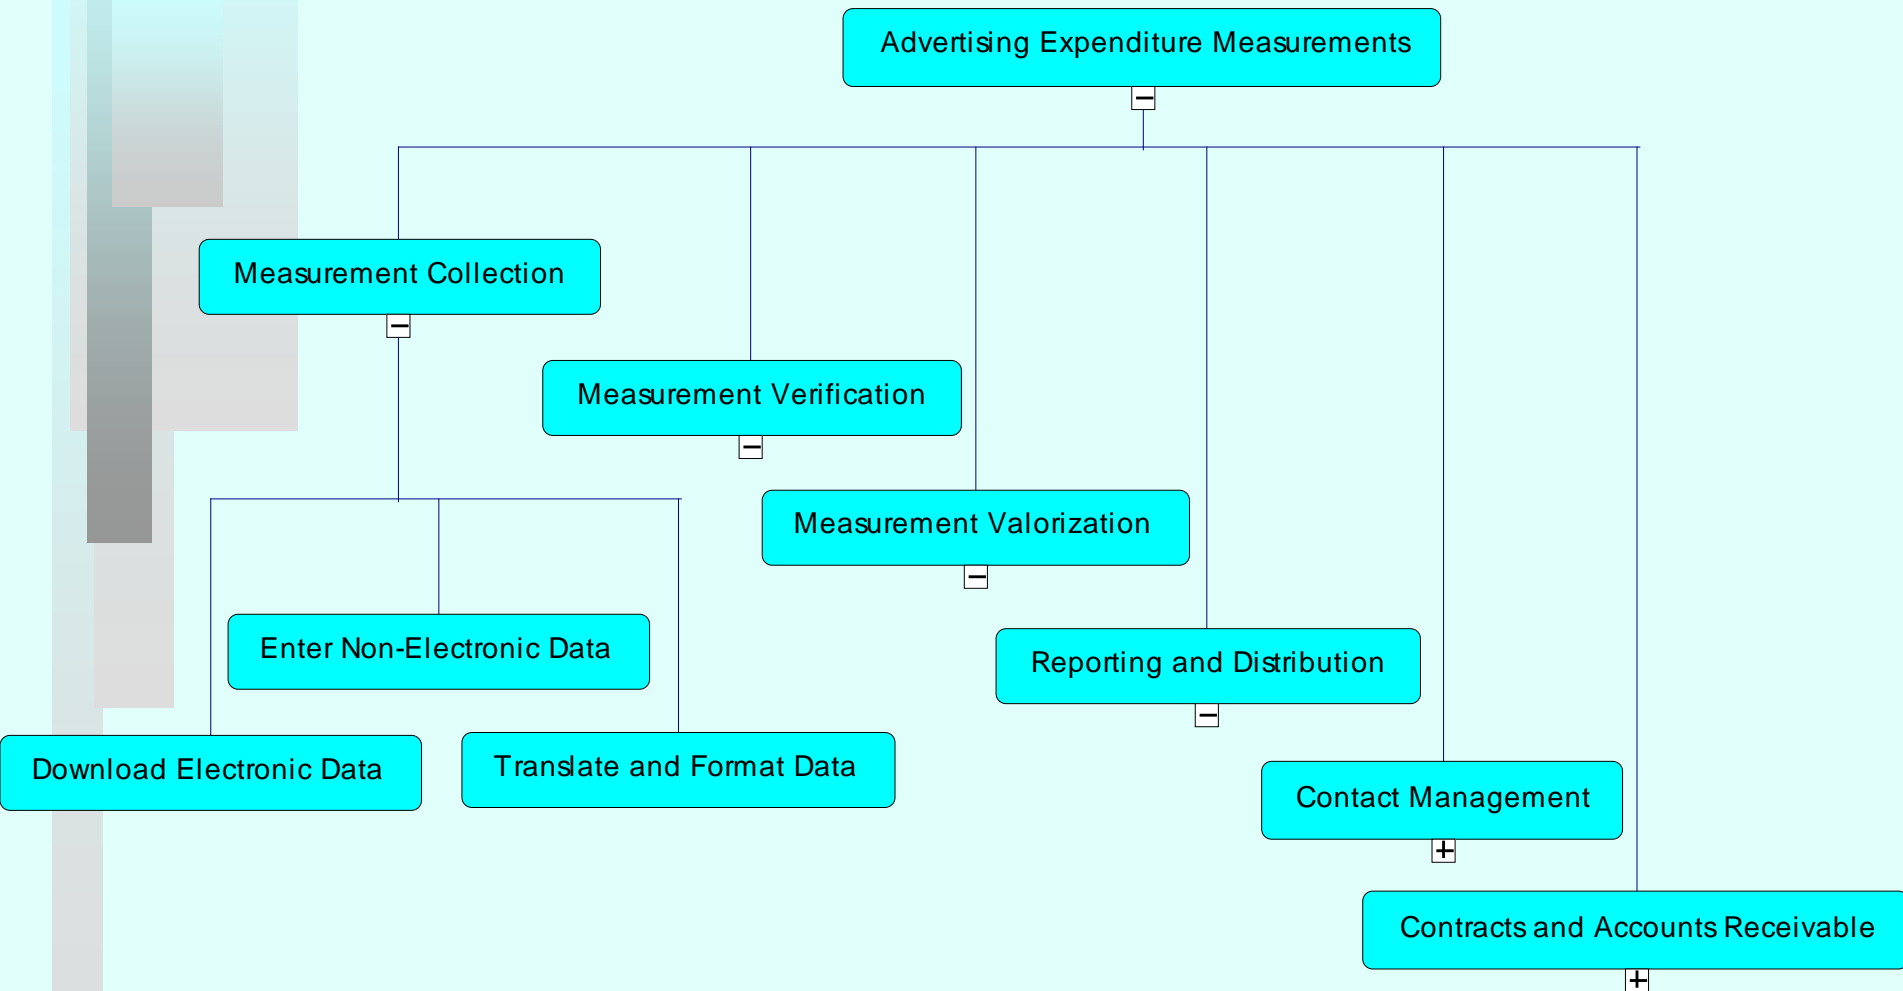 Advertising Expenditure Measurements
Measurement Collection
Measurement Verification
Measurement Valorization
Enter Non-Electronic Data
Reporting and Distribution
Download Electronic Data
Translate and Format Data
Contact Management
Contracts and Accounts Receivable